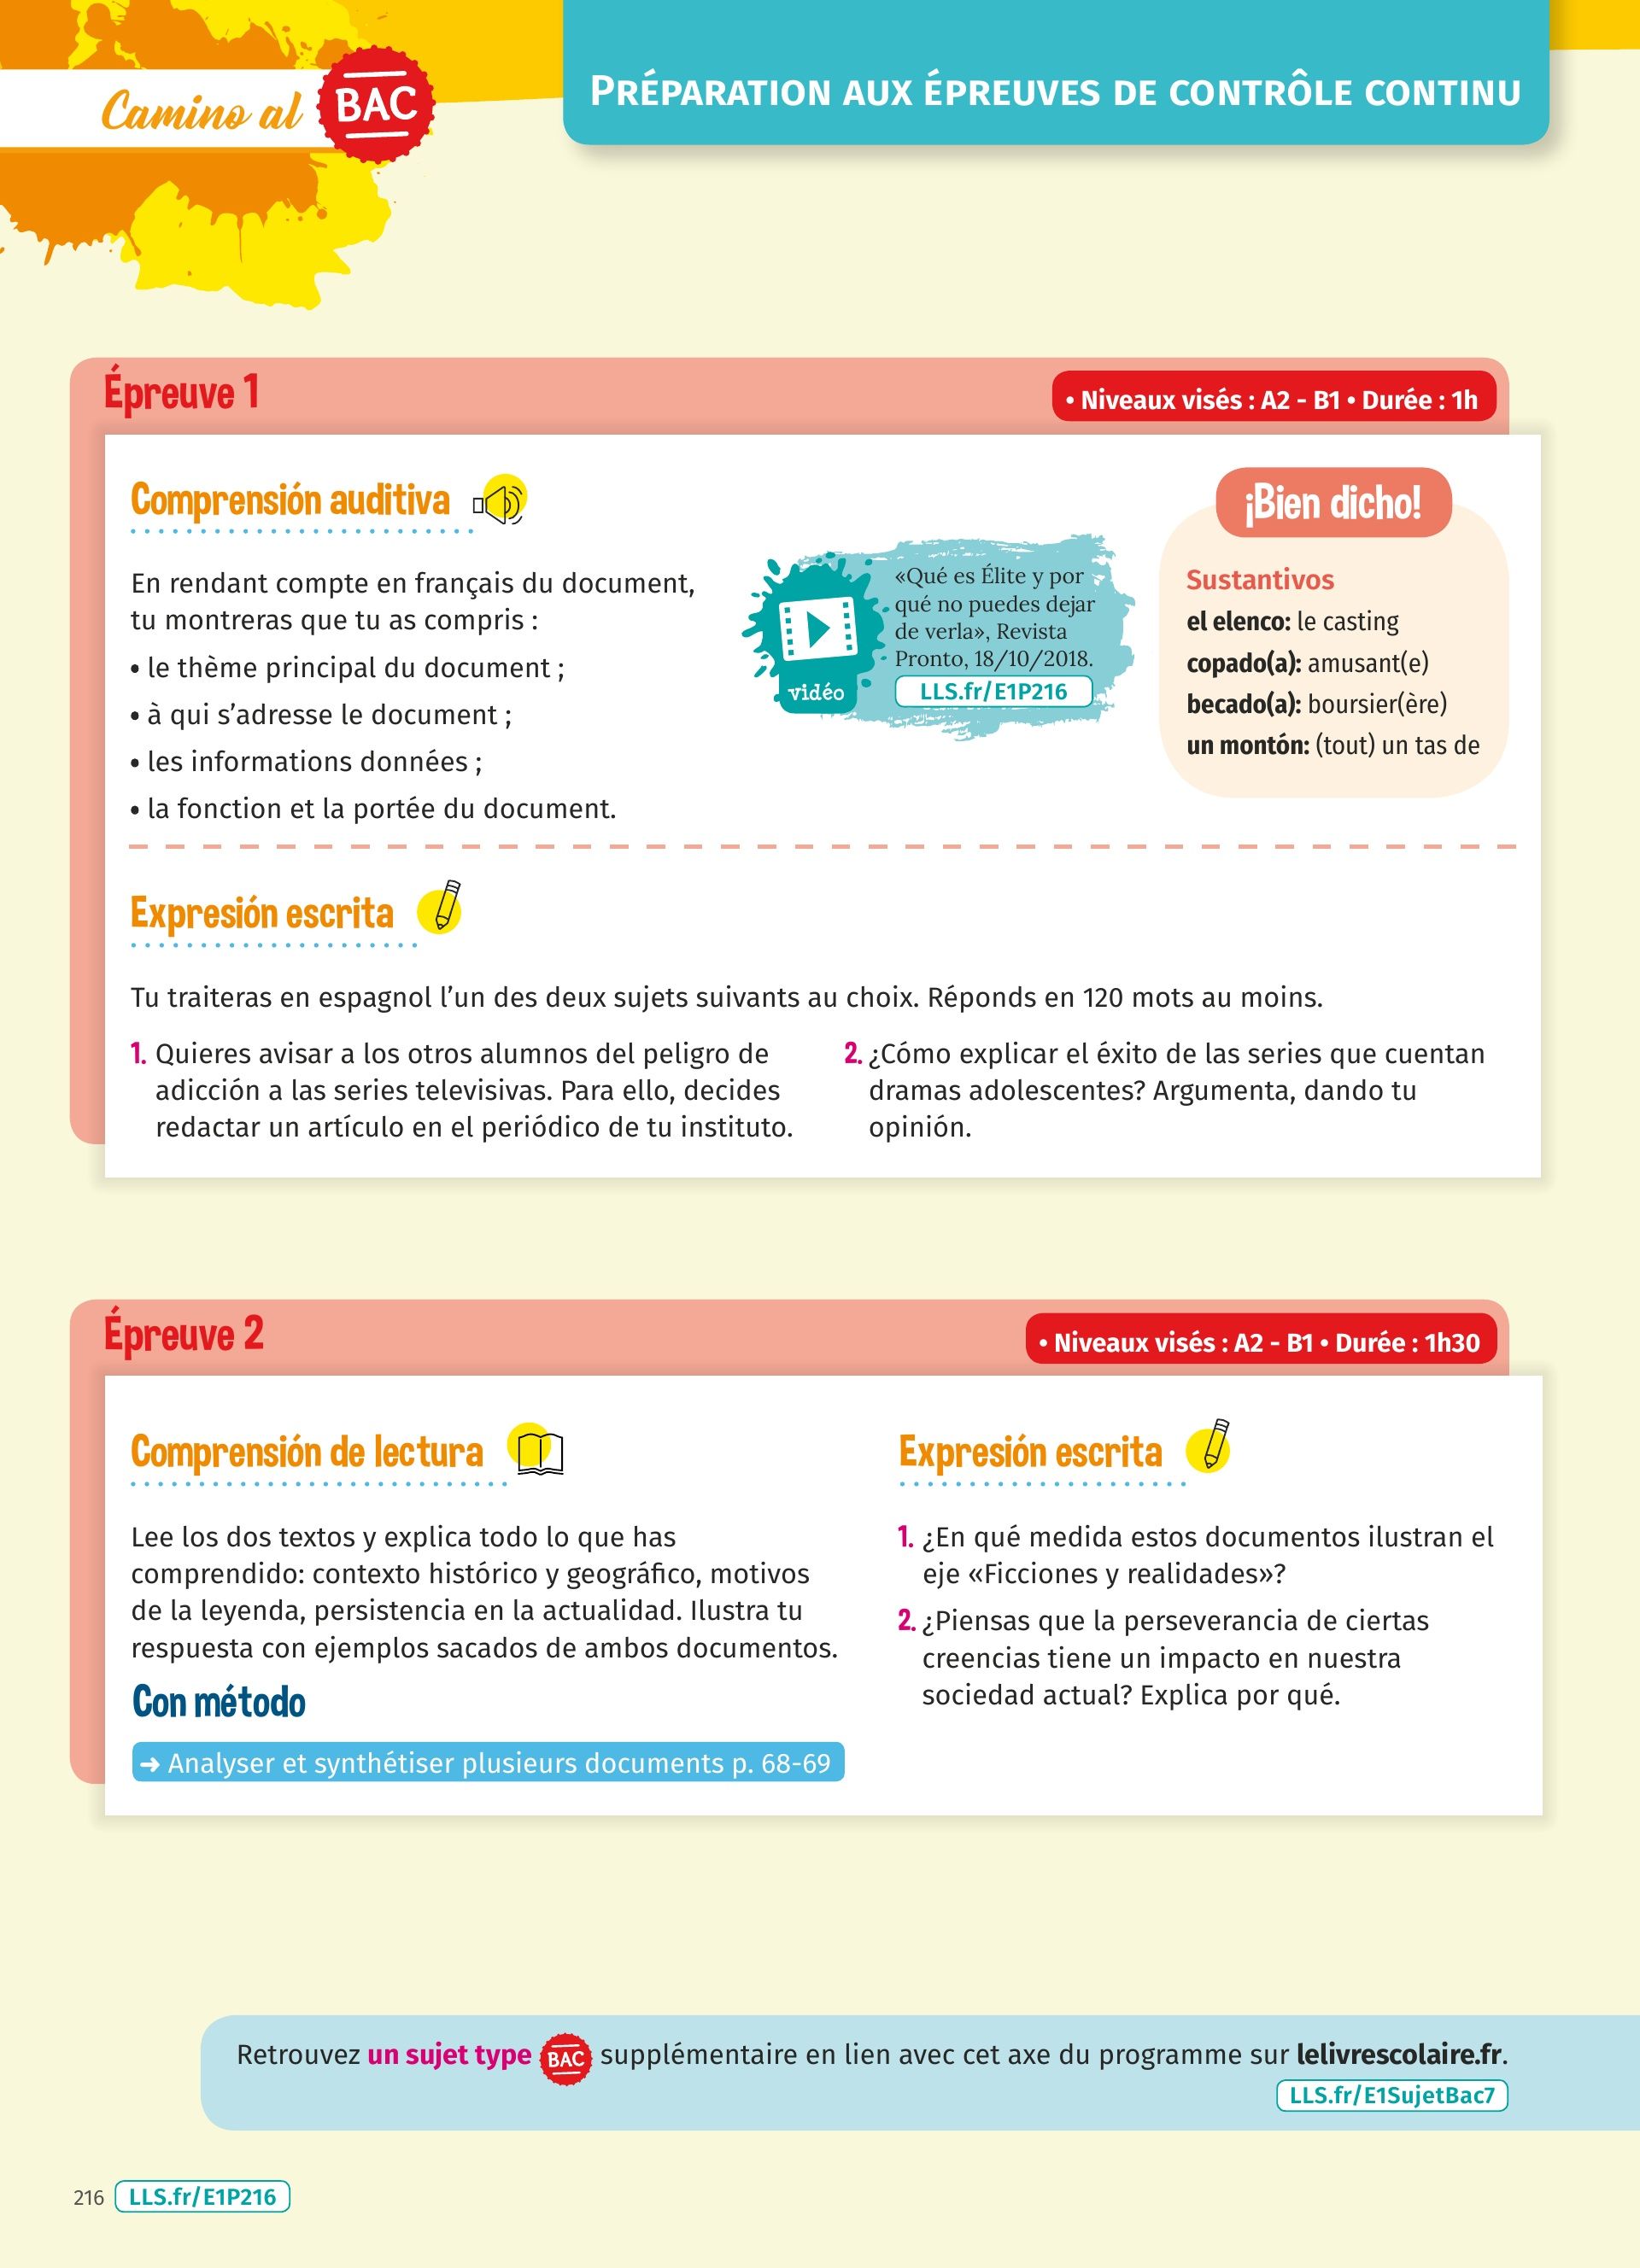 Camino al BAC
PRÉPARATION AUX ÉPREUVES DE CONTRÔLE CONTINU
Épreuve 1
• Niveaux visés : A2 - B1 • Durée : 1h
Comprensión auditiva
En rendant compte en français du document,
tu montreras que tu as compris :
• le thème principal du document ;
• à qui s’adresse le document ;
• les informations données ;
• la fonction et la portée du document.
vidéo
«Qué es Élite y por
qué no puedes dejar
de verla», Revista
Pronto, 18/10/2018.
LLS.fr/E1P216
¡Bien dicho!
Sustantivos
el elenco: le casting
copado(a): amusant(e)
becado(a): boursier(ère)
un montón: (tout) un tas de
Expresión escrita
Tu traiteras en espagnol l’un des deux sujets suivants au choix. Réponds en 120 mots au moins.
1. Quieres avisar a los otros alumnos del peligro de
adicción a las series televisivas. Para ello, decides
redactar un artículo en el periódico de tu instituto.
2. ¿Cómo explicar el éxito de las series que cuentan
dramas adolescentes? Argumenta, dando tu
opinión.
Épreuve 2
• Niveaux visés : A2 - B1 • Durée : 1h30
Comprensión de lectura
Lee los dos textos y explica todo lo que has
comprendido: contexto histórico y geográfico, motivos
de la leyenda, persistencia en la actualidad. Ilustra tu
respuesta con ejemplos sacados de ambos documentos.
Con método
➜ Analyser et synthétiser plusieurs documents p. 68-69
Expresión escrita
1. ¿En qué medida estos documentos ilustran el
eje «Ficciones y realidades»?
2. ¿Piensas que la perseverancia de ciertas
creencias tiene un impacto en nuestra
sociedad actual? Explica por qué.
Retrouvez un sujet type BAC supplémentaire en lien avec cet axe du programme sur lelivrescolaire.fr.
LLS.fr/E1SujetBac7
216 LLS.fr/E1P216